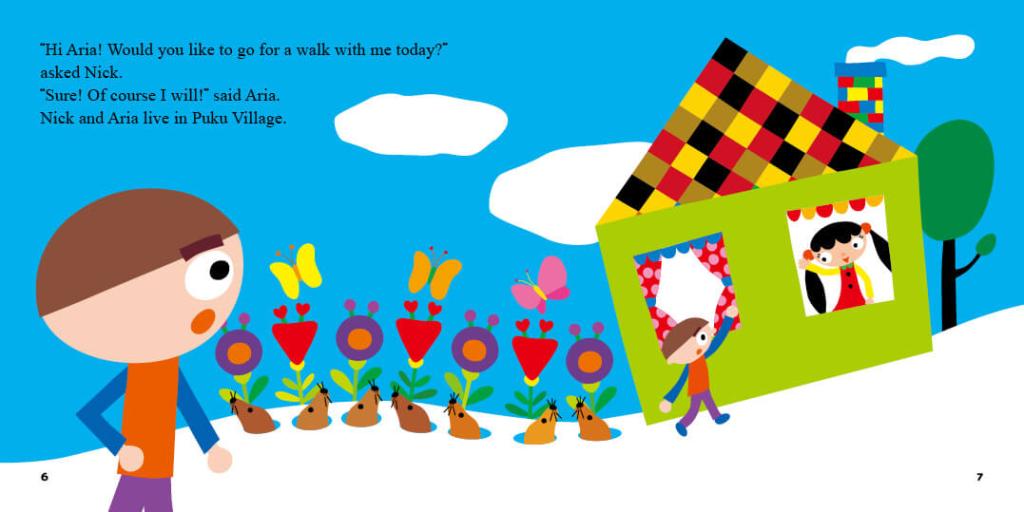 "Hi Aria! Would you like to go for a walk with me today?"
asked Nick.
"Sure! Of course I will!" said Aria.
Nick and Aria live in Puku Village.
6
7